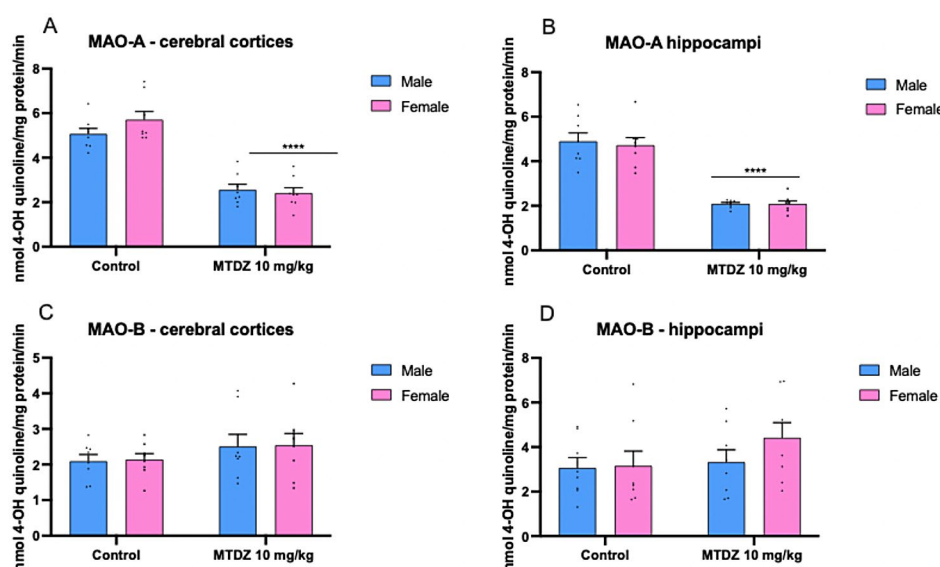 A
MAO-A - cerebral cortices
nmol 4-OH quinoline/mg protein/min
8
6
4
2
0
****
Control
MTDZ 10 mg/kg
Male
Female
B
MAO-A hippocampi
nmol 4-OH quinoline/mg protein/min
8
6
4
2
0
****
Control
MTDZ 10 mg/kg
Male
Female
C
MAO-B - cerebral cortices
nmol 4-OH quinoline/mg protein/min
5
4
3
2
1
0
Control
MTDZ 10 mg/kg
Male
Female
D
MAO-B - hippocampi
nmol 4-OH quinoline/mg protein/min
8
6
4
2
0
Control
MTDZ 10 mg/kg
Male
Female